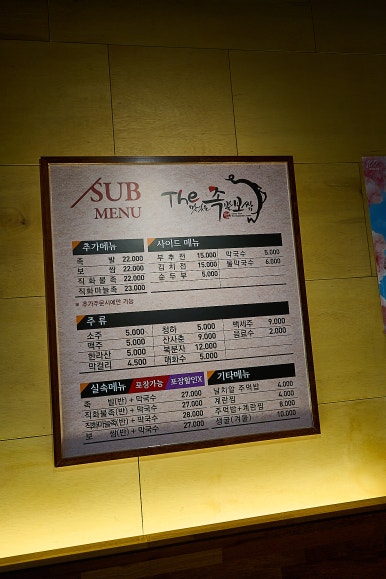 SUB
MENU
The 맛있는 족발보쌈
추가메뉴
족 발 22.000
보 쌈 22.000
직화불족 22.000
직화마늘족 23.000
* 추가주문시에만 가능
사이드 메뉴
부추전 15.000
김치전 15.000
순두부 5.000
막국수 5.000
불막국수 6.000
주 류
소주 5.000
맥주 5.000
한라산 5.000
막걸리 4.500
청하 5.000
산사춘 9.000
복분자 12.000
매화수 5.000
백세주 9.000
음료수 2.000
실속메뉴 포장가능 포장할인X
족 발(반) + 막국수 27.000
직화불족(반) + 막국수 27.000
직화마늘족(반) + 막국수 28.000
보 쌈(반) + 막국수 27.000
기타메뉴
날치알 주먹밥 4,000
계란찜 4,000
주먹밥+계란찜 8,000
생굴(겨울) 10.000